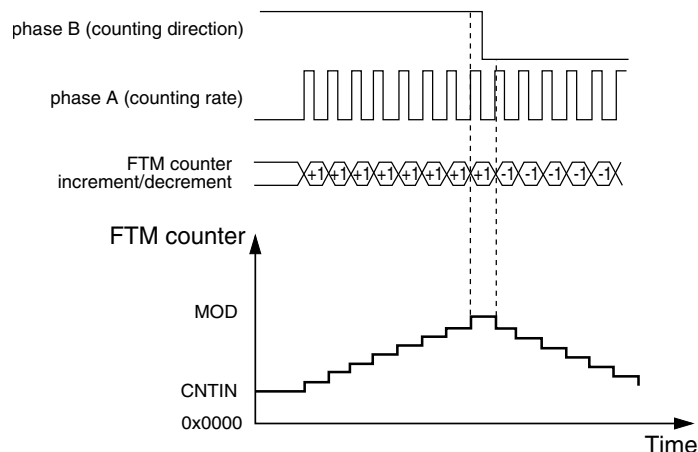 phase B (counting direction)
phase A (counting rate)
FTM counter
increment/decrement
+1 +1 +1 +1 +1 +1 +1 +1 -1 -1 -1 -1 -1
FTM counter
MOD
CNTIN
0x0000
Time